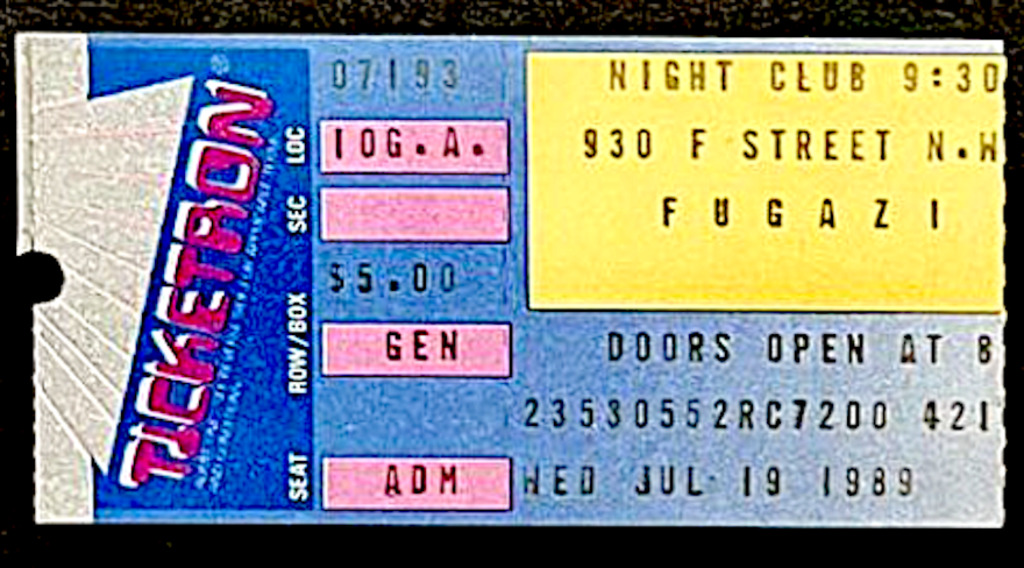 TICKETRON®
LOC
SEC
ROW/BOX
SEAT
07193
10G.A.
$5.00
GEN
ADM
NIGHT CLUB 9:30
930 F STREET N.W
FUGAZI
DOORS OPEN AT 8
23530552RC7200 421
WED JUL 19 1989